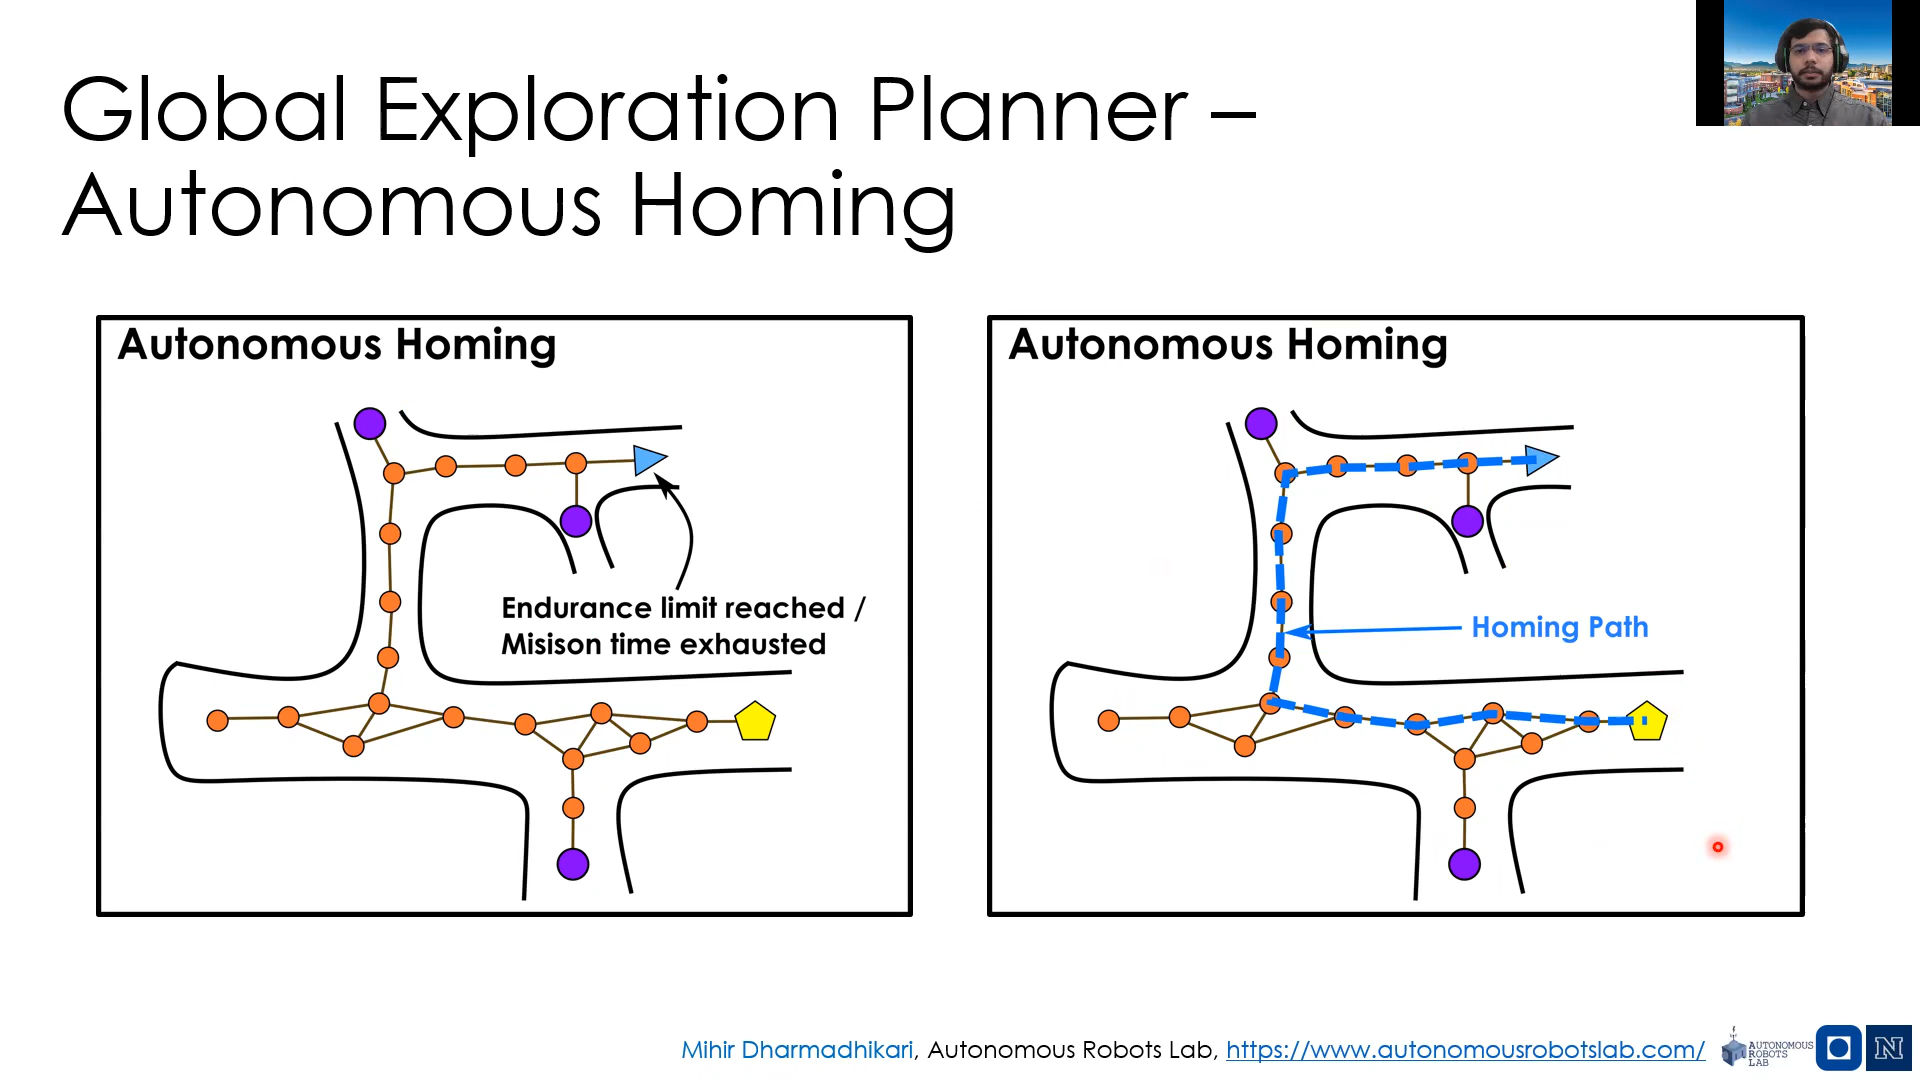 Global Exploration Planner –
Autonomous Homing
Autonomous Homing
Endurance limit reached /
Misison time exhausted
Autonomous Homing
Homing Path
Mihir Dharmadhikari, Autonomous Robots Lab, https://www.autonomousrobotslab.com/
AUTONOMOUS
ROBOTS
LAB
N